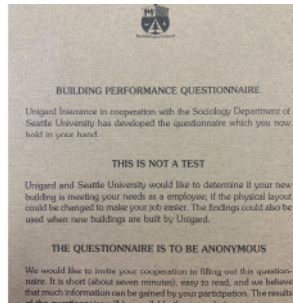 BUILDING PERFORMANCE QUESTIONNAIRE
Unigard Insurance in cooperation with the Sociology Department of
Seattle University has developed the questionnaire which you now
hold in your hand.
THIS IS NOT A TEST
Unigard and Seattle University would like to determine if your new
building is meeting your needs as a employee; if the physical layout
could be changed to make your job easier. The findings could also be
used when new buildings are built by Unigard.
THE QUESTIONNAIRE IS TO BE ANONYMOUS
We would like to invite your cooperation in filling out this question-
naire. It is short (about seven minutes), easy to read, and we believe
that much information can be gained by your participation. The results